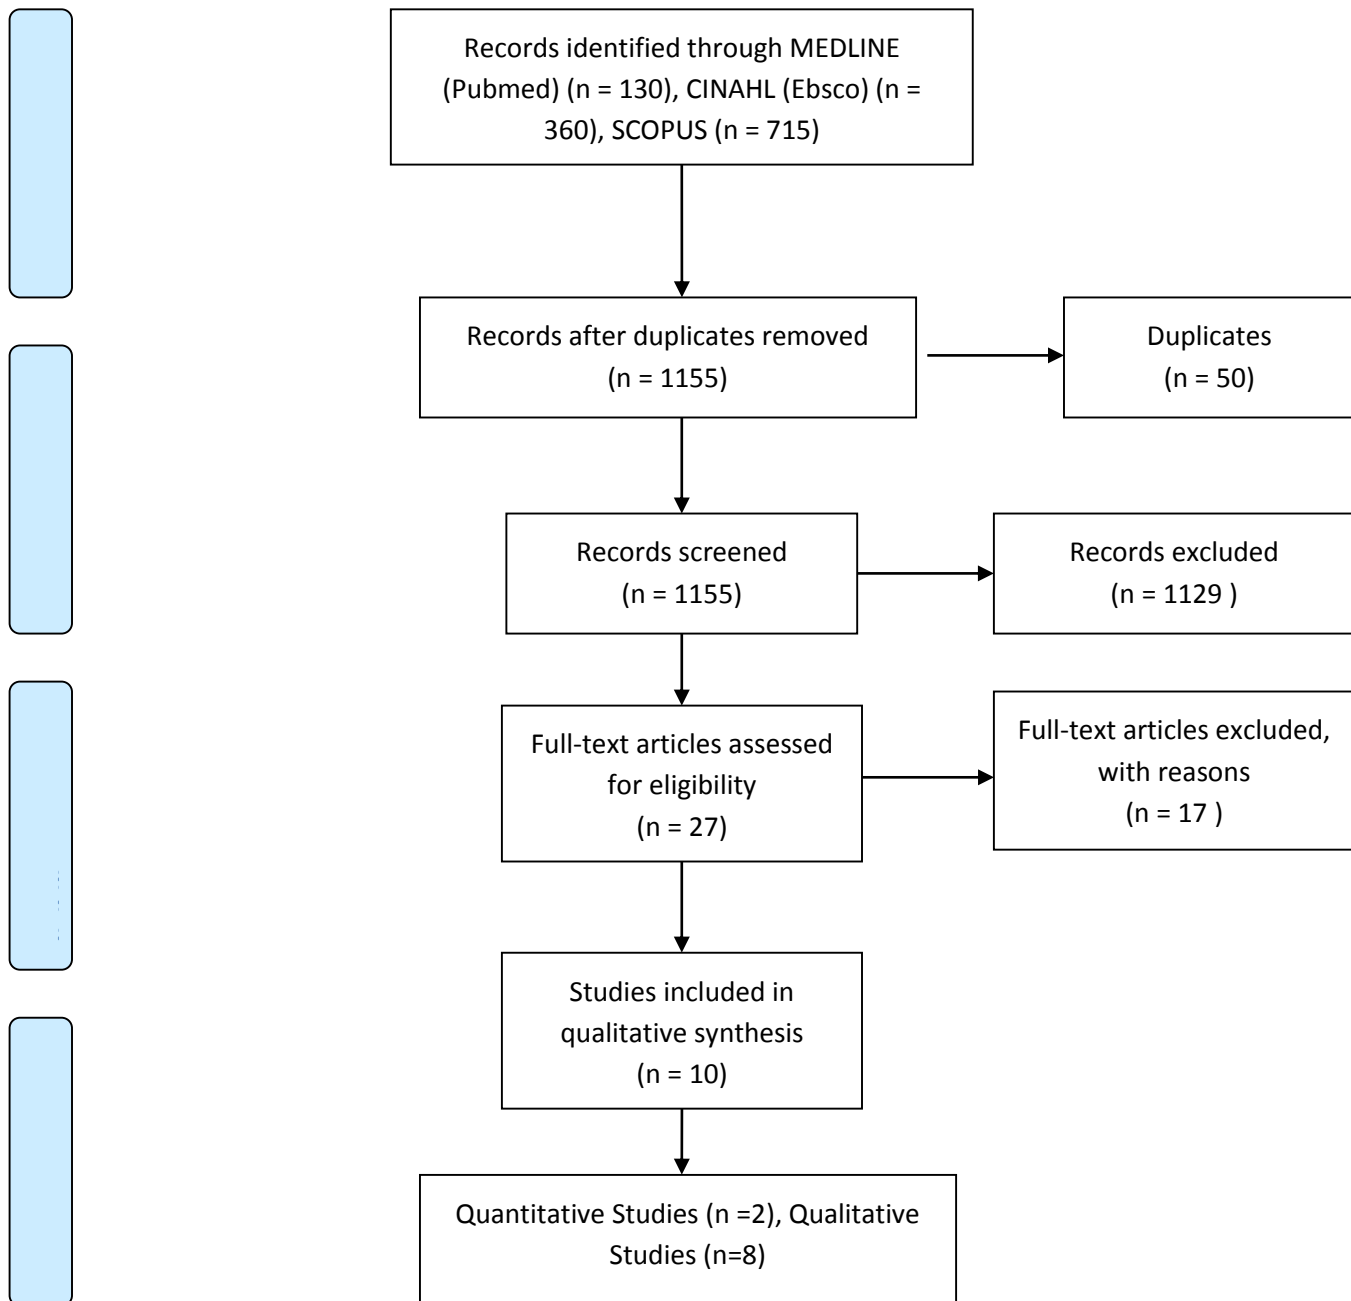 Records identified through MEDLINE
(Pubmed) (n = 130), CINAHL (Ebsco) (n =
360), SCOPUS (n = 715)
Records after duplicates removed
(n = 1155)
Duplicates
(n = 50)
Records screened
(n = 1155)
Records excluded
(n = 1129 )
Full-text articles assessed
for eligibility
(n = 27)
Full-text articles excluded,
with reasons
(n = 17 )
Studies included in
qualitative synthesis
(n = 10)
Quantitative Studies (n =2), Qualitative
Studies (n=8)